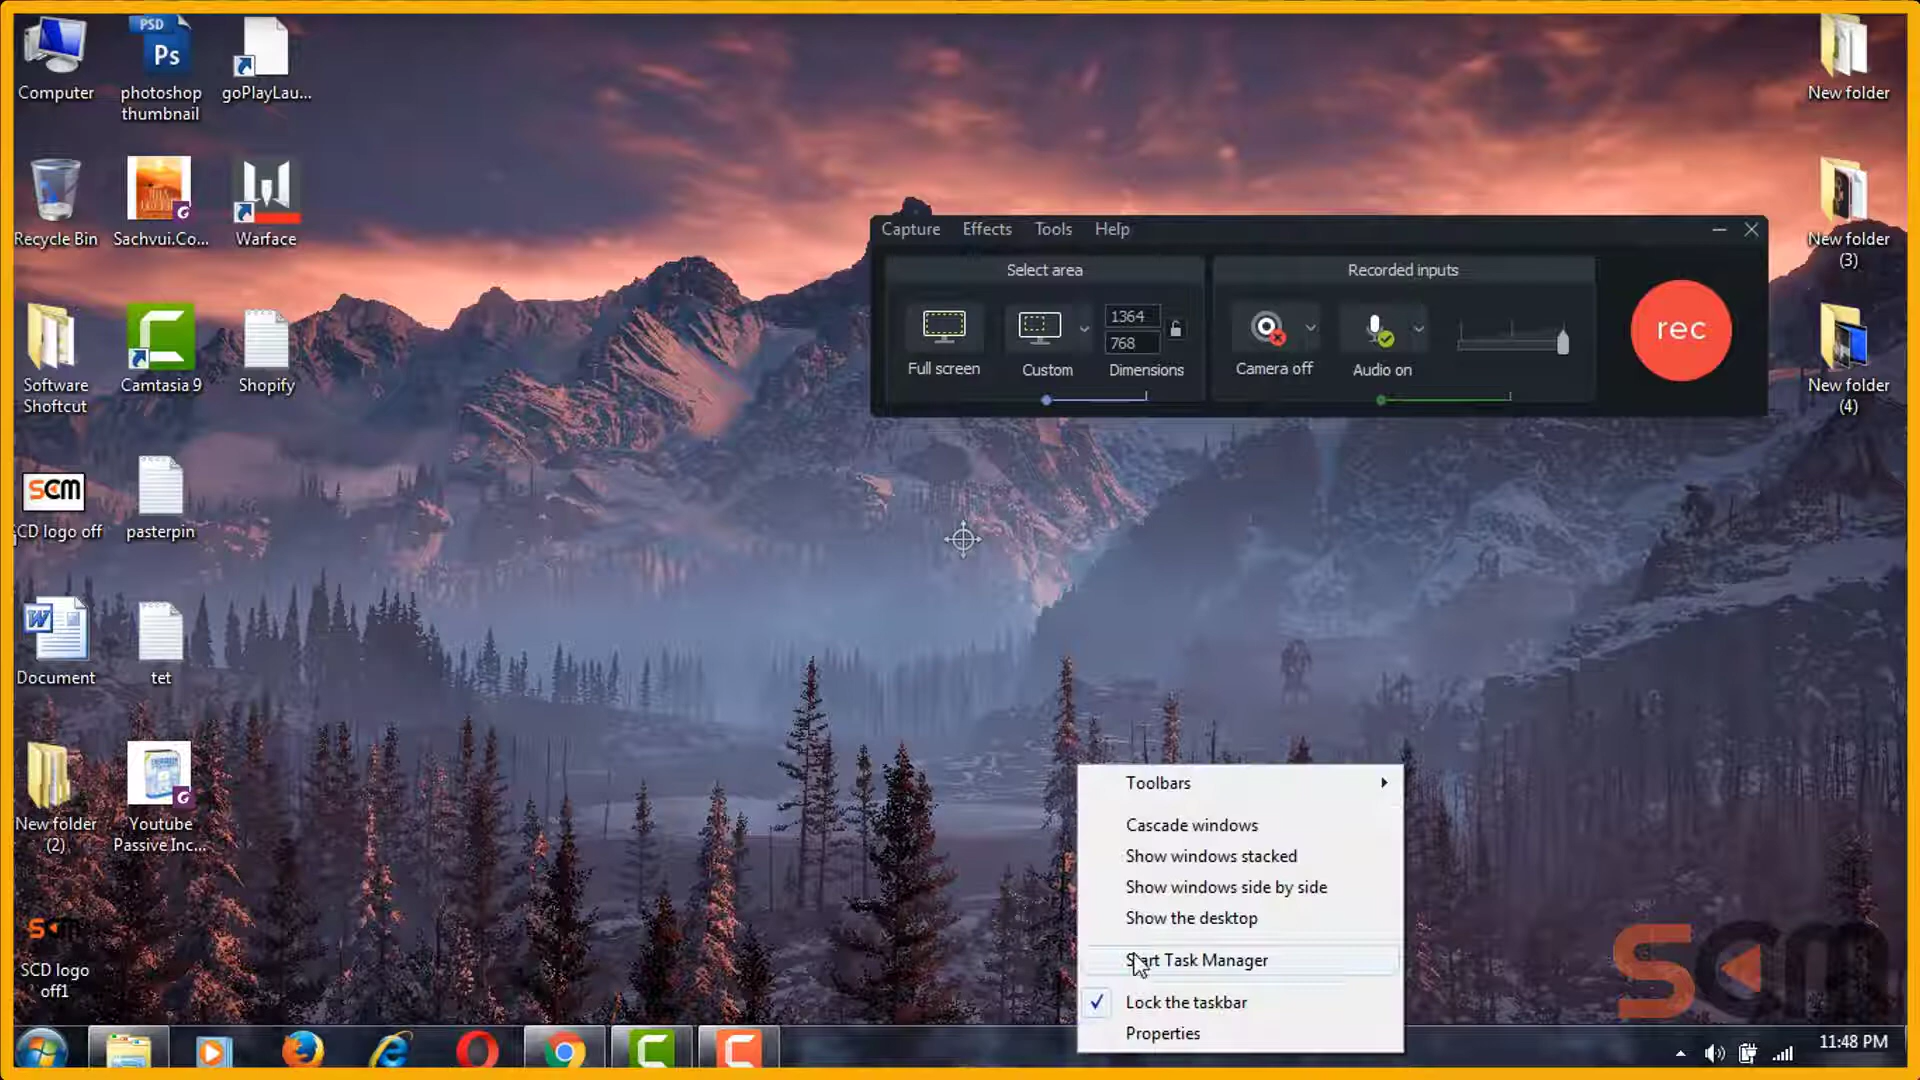 Computer
PSD
Ps
photoshop
thumbnail
goPlayLau...
New folder
Recycle Bin
Sachvui.Co...
Warface
New folder
(3)
Capture Effects Tools Help
Select area
Recorded inputs
1364
768
Full screen
Custom
Dimensions
Camera off
Audio on
rec
Software
Shoftcut
Camtasia 9
Shopify
New folder
(4)
SCM
CD logo off
pasterpin
W
Document
tet
New folder
(2)
Youtube
Passive Inc...
SCM
SCD logo
off1
Toolbars
Cascade windows
Show windows stacked
Show windows side by side
Show the desktop
Start Task Manager
Lock the taskbar
Properties
SCM
11:48 PM